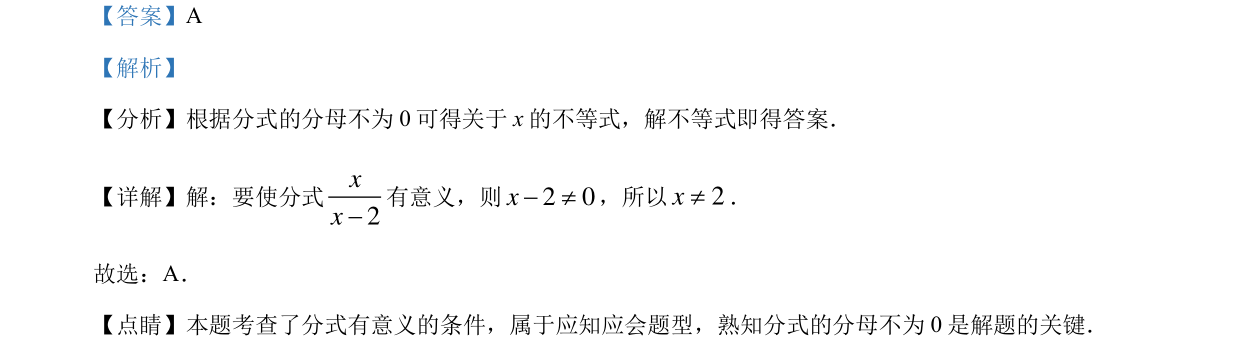 【答案】A
【解析】
【分析】根据分式的分母不为 0 可得关于 x 的不等式，解不等式即得答案．
【详解】解：要使分式 x/(x−2) 有意义，则 x−2≠0，所以 x≠2．
故选：A．
【点睛】本题考查了分式有意义的条件，属于应知应会题型，熟知分式的分母不为 0 是解题的关键．